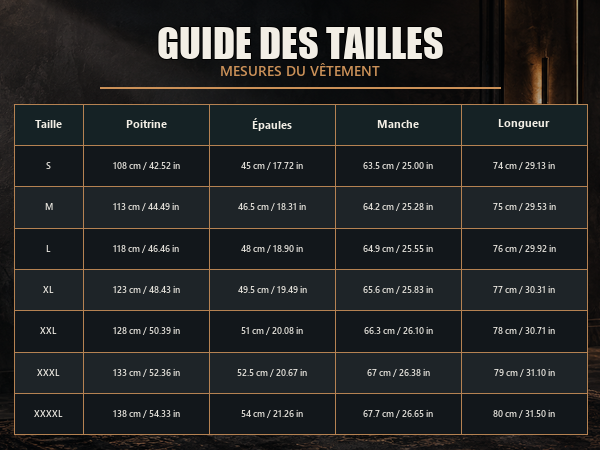 GUIDE DES TAILLES
MESURES DU VÊTEMENT
Taille Poitrine Épaules Manche Longueur
S 108 cm / 42.52 in 45 cm / 17.72 in 63.5 cm / 25.00 in 74 cm / 29.13 in
M 113 cm / 44.49 in 46.5 cm / 18.31 in 64.2 cm / 25.28 in 75 cm / 29.53 in
L 118 cm / 46.46 in 48 cm / 18.90 in 64.9 cm / 25.55 in 76 cm / 29.92 in
XL 123 cm / 48.43 in 49.5 cm / 19.49 in 65.6 cm / 25.83 in 77 cm / 30.31 in
XXL 128 cm / 50.39 in 51 cm / 20.08 in 66.3 cm / 26.10 in 78 cm / 30.71 in
XXXL 133 cm / 52.36 in 52.5 cm / 20.67 in 67 cm / 26.38 in 79 cm / 31.10 in
XXXXL 138 cm / 54.33 in 54 cm / 21.26 in 67.7 cm / 26.65 in 80 cm / 31.50 in